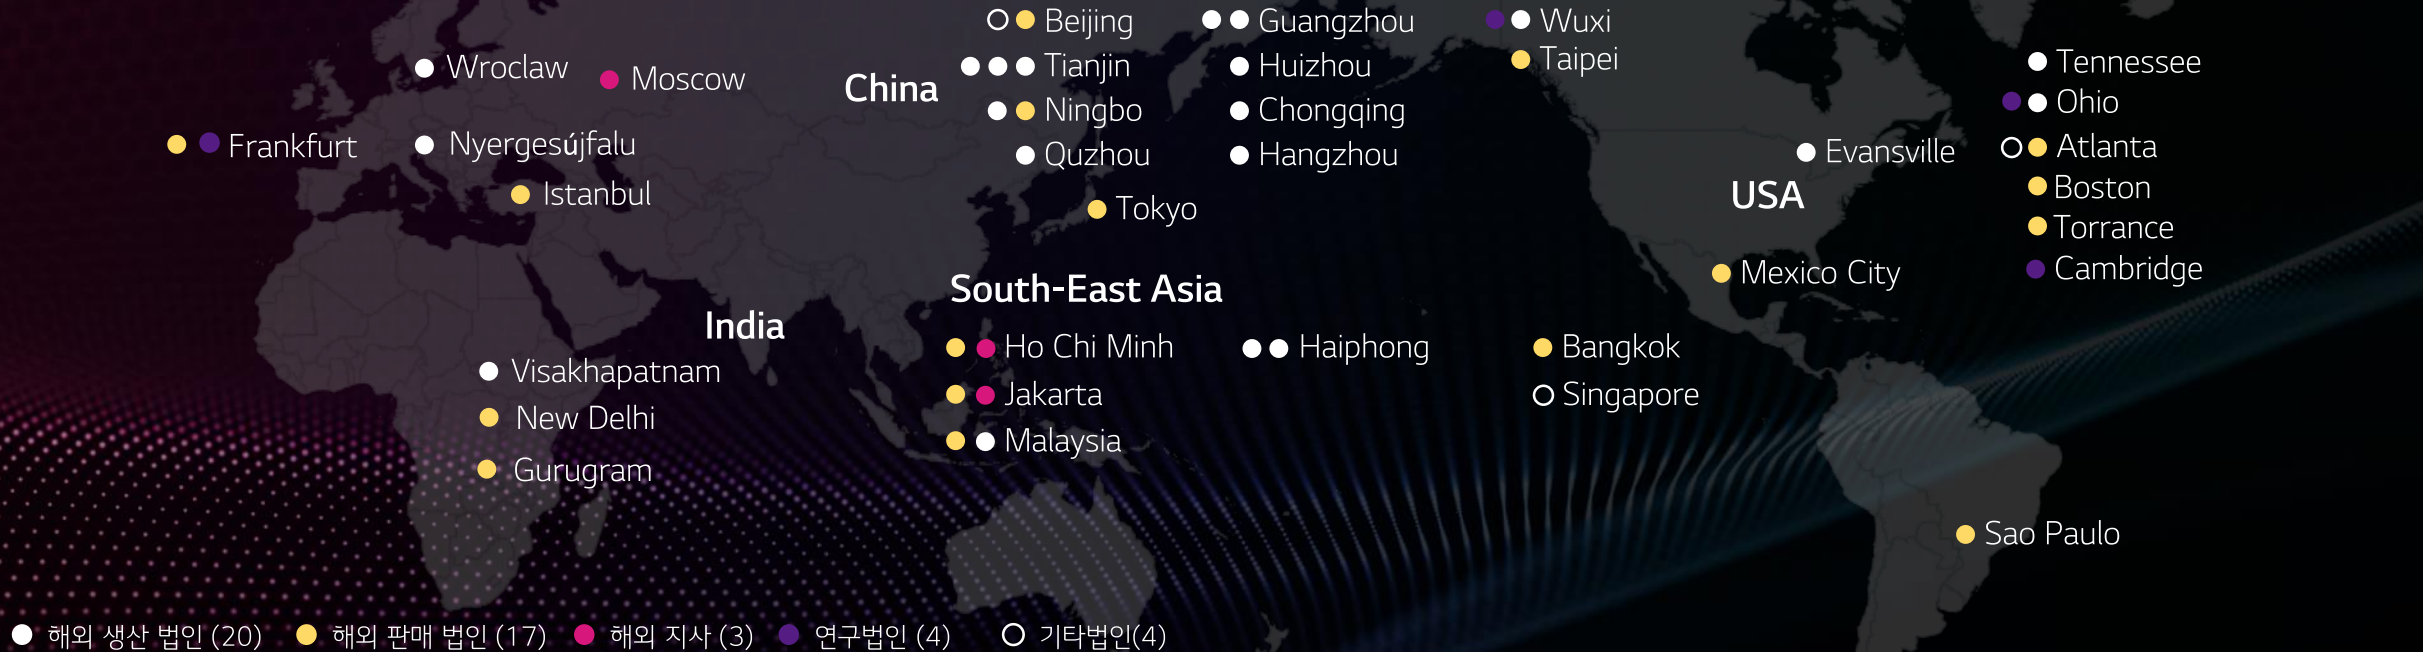 Wroclaw
Moscow
Frankfurt
Nyergesújfalu
Istanbul
China
Beijing
Tianjin
Ningbo
Quzhou
Guangzhou
Huizhou
Chongqing
Hangzhou
Wuxi
Taipei
Tokyo
USA
Evansville
Mexico City
Tennessee
Ohio
Atlanta
Boston
Torrance
Cambridge
India
Visakhapatnam
New Delhi
Gurugram
South-East Asia
Ho Chi Minh
Jakarta
Malaysia
Haiphong
Bangkok
Singapore
Sao Paulo
해외 생산 법인 (20) 해외 판매 법인 (17) 해외 지사 (3) 연구법인 (4) 기타법인(4)